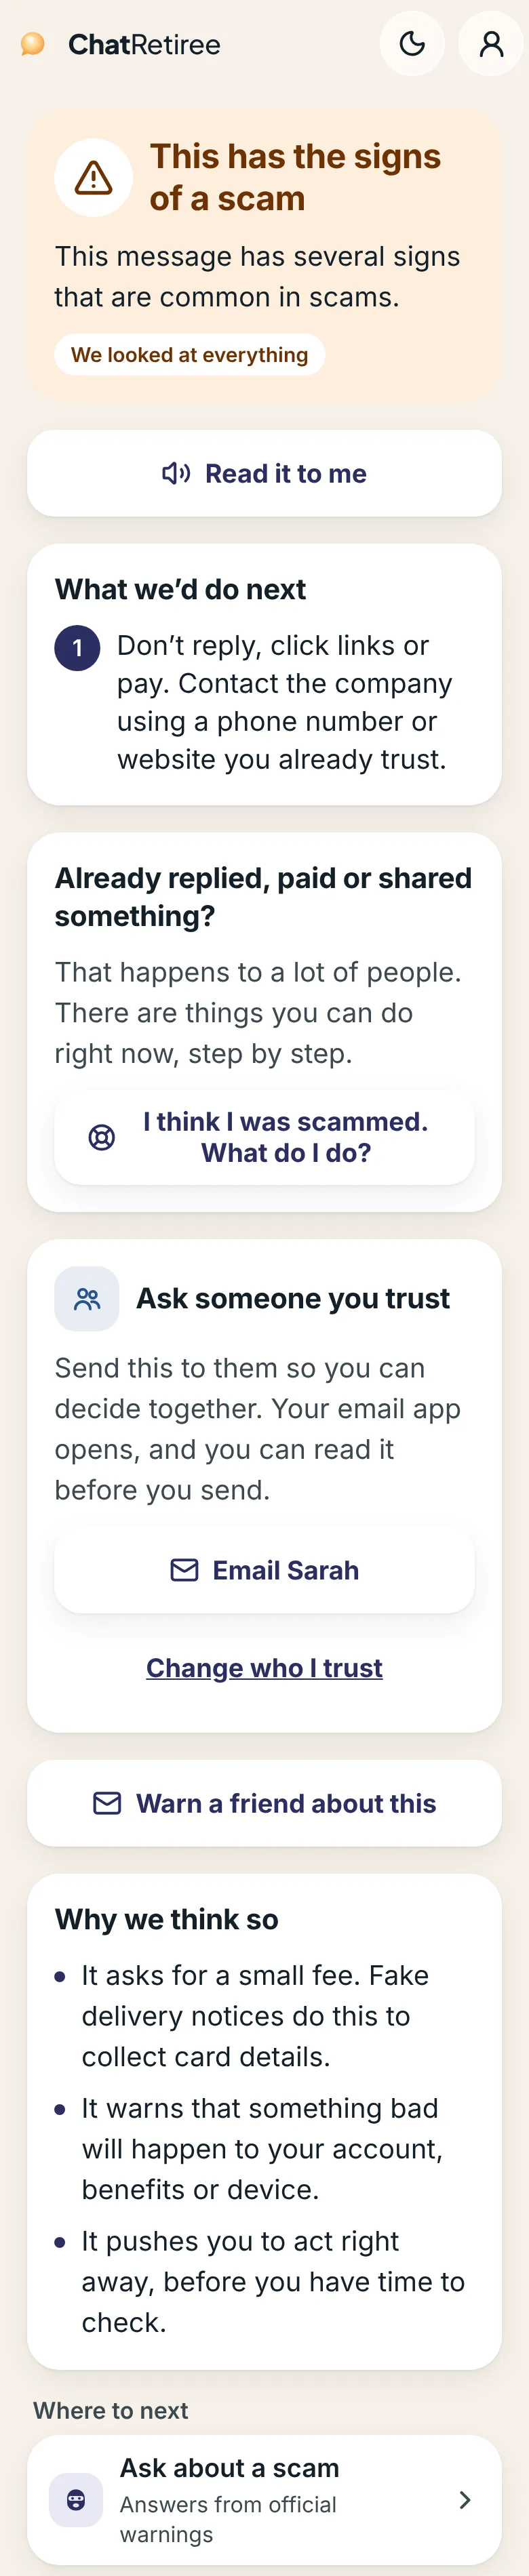 ChatRetiree
This has the signs
of a scam
This message has several signs
that are common in scams.
We looked at everything
Read it to me
What we’d do next
1
Don’t reply, click links or
pay. Contact the company
using a phone number or
website you already trust.
Already replied, paid or shared
something?
That happens to a lot of people.
There are things you can do
right now, step by step.
I think I was scammed.
What do I do?
Ask someone you trust
Send this to them so you can
decide together. Your email app
opens, and you can read it
before you send.
Email Sarah
Change who I trust
Warn a friend about this
Why we think so
It asks for a small fee. Fake
delivery notices do this to
collect card details.
It warns that something bad
will happen to your account,
benefits or device.
It pushes you to act right
away, before you have time to
check.
Where to next
Ask about a scam
Answers from official
warnings